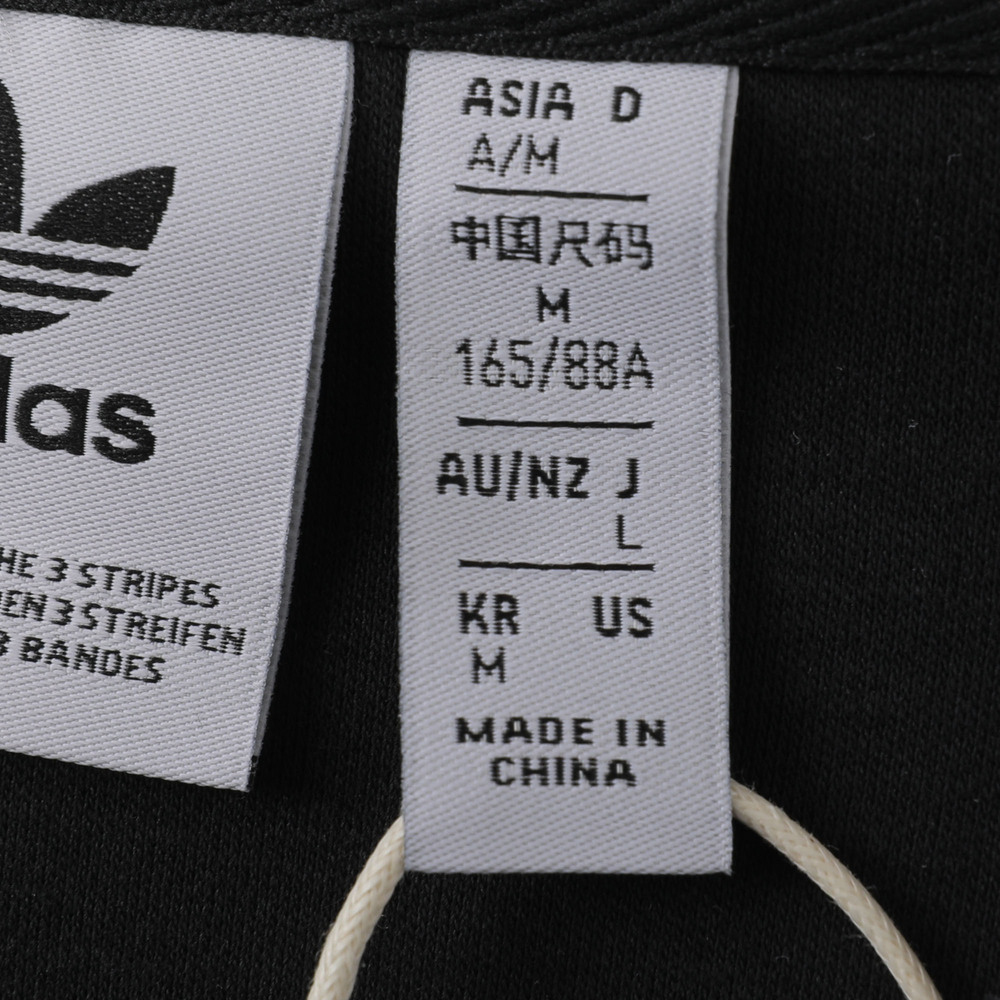 las
HE 3 STRIPES
EN 3 STREIFEN
3 BANDES
ASIA D
A/M
中国尺码
M
165/88A
AU/NZ J
L
KR US
M
MADE IN
CHINA